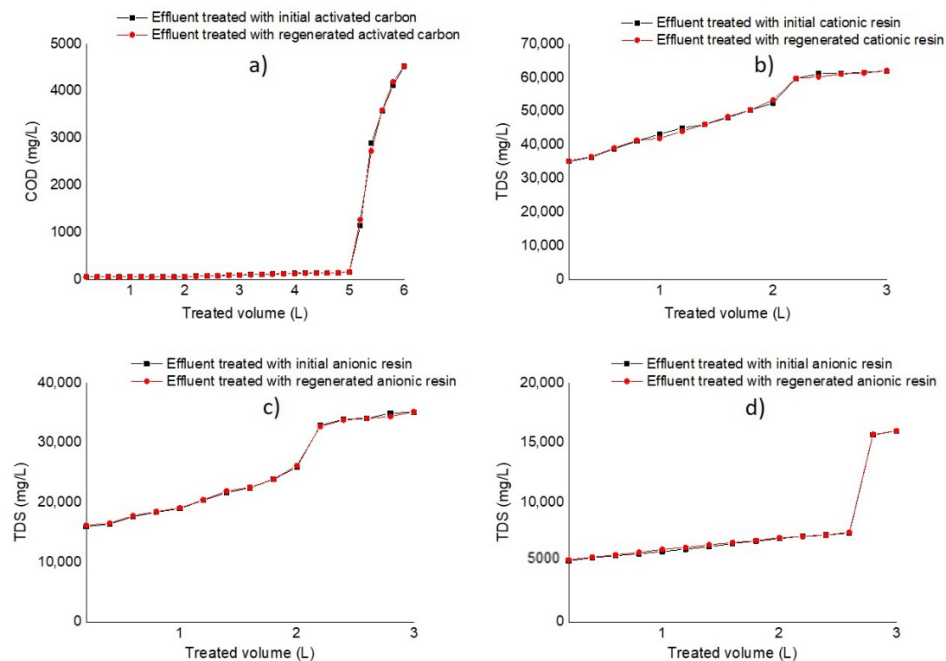 Effluent treated with initial activated carbon
Effluent treated with regenerated activated carbon
a)
5000
4000
3000
2000
1000
0
COD (mg/L)
1 2 3 4 5 6
Treated volume (L)
Effluent treated with initial cationic resin
Effluent treated with regenerated cationic resin
b)
70,000
60,000
50,000
40,000
30,000
20,000
10,000
0
TDS (mg/L)
1 2 3
Treated volume (L)
Effluent treated with initial anionic resin
Effluent treated with regenerated anionic resin
c)
40,000
30,000
20,000
10,000
0
TDS (mg/L)
1 2 3
Treated volume (L)
Effluent treated with initial anionic resin
Effluent treated with regenerated anionic resin
d)
20,000
15,000
10,000
5000
0
TDS (mg/L)
1 2 3
Treated volume (L)